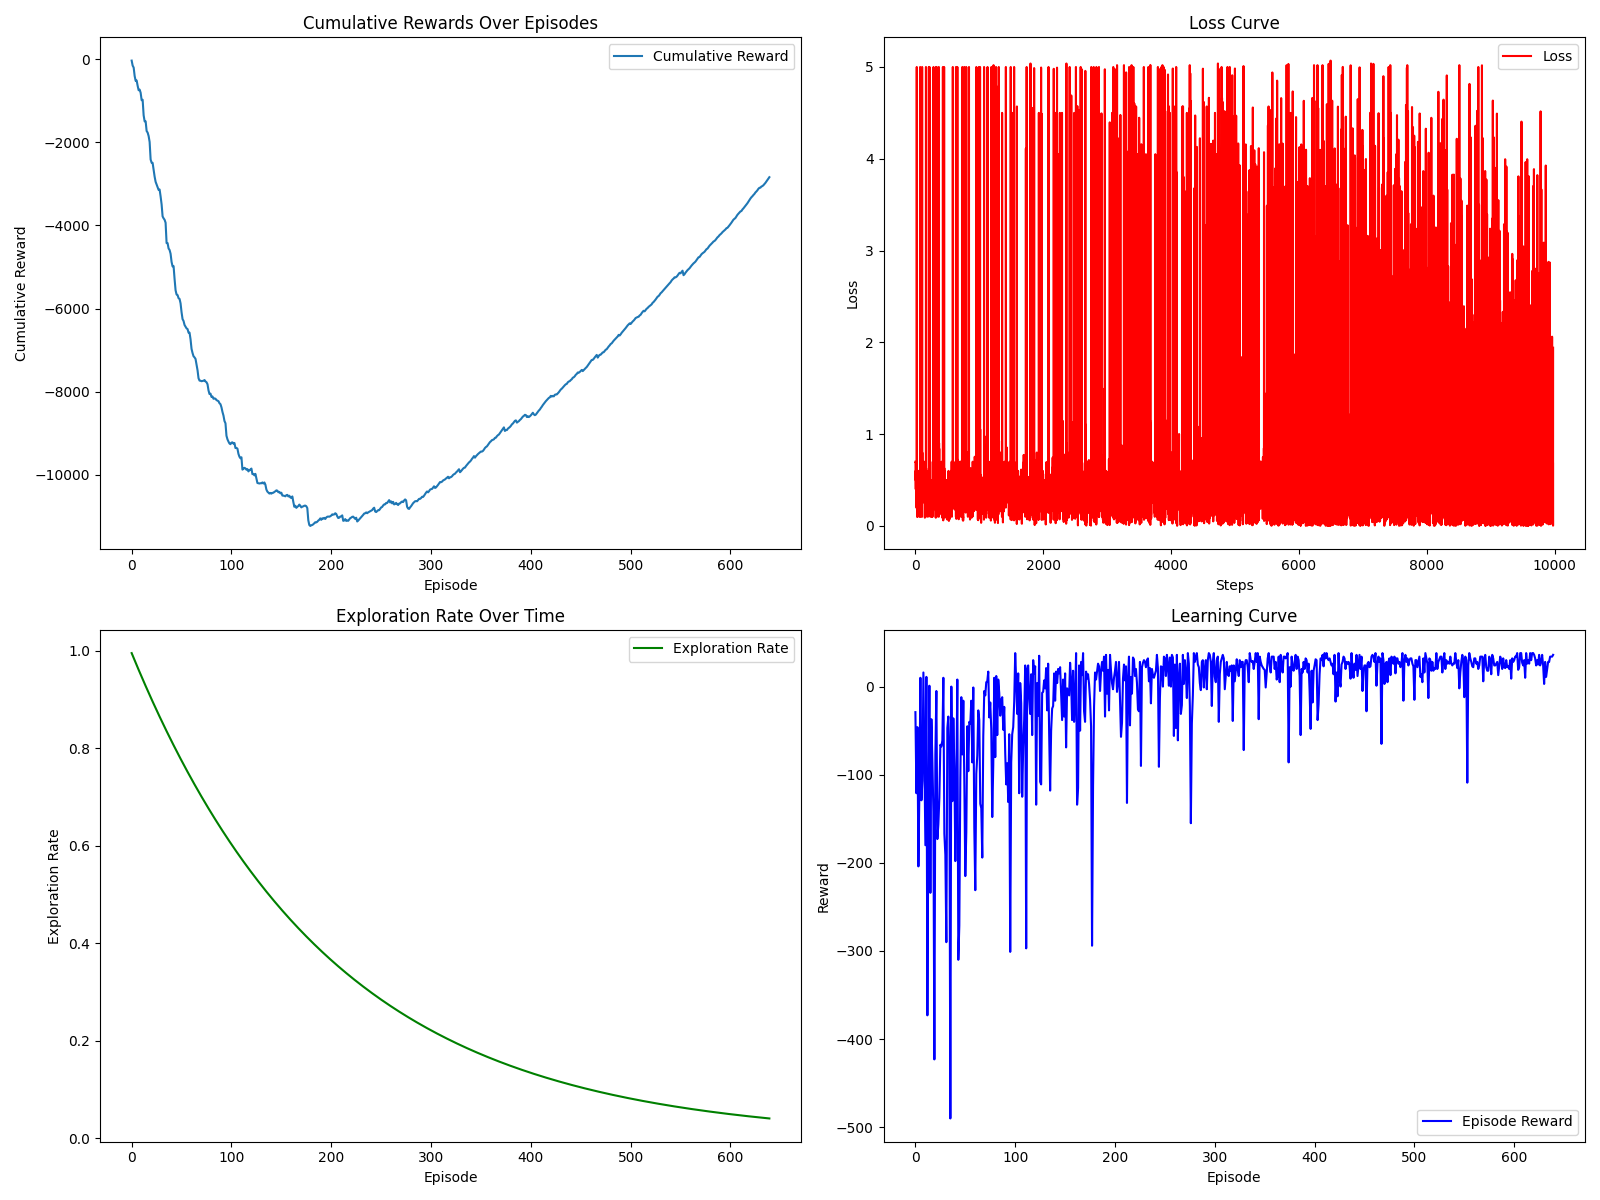 Cumulative Rewards Over Episodes
Cumulative Reward
0
−2000
−4000
−6000
−8000
−10000
Cumulative Reward
0 100 200 300 400 500 600
Episode
Loss Curve
Loss
5
4
3
2
1
0
Loss
0 2000 4000 6000 8000 10000
Steps
Exploration Rate Over Time
Exploration Rate
1.0
0.8
0.6
0.4
0.2
0.0
Exploration Rate
0 100 200 300 400 500 600
Episode
Learning Curve
0
−100
−200
−300
−400
−500
Reward
Episode Reward
0 100 200 300 400 500 600
Episode